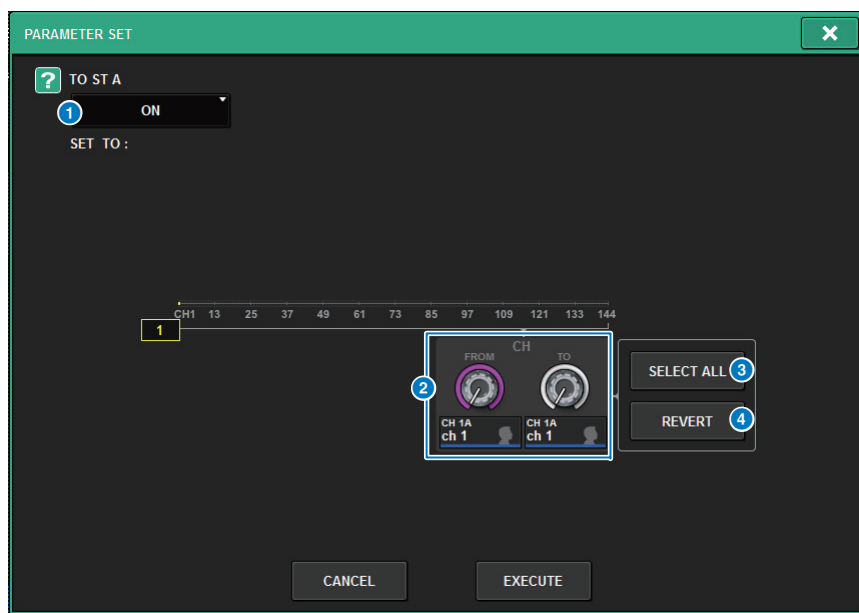 PARAMETER SET
?
TO ST A
1
ON
SET TO :
CH1 13 25 37 49 61 73 85 97 109 121 133 144
1
CH
FROM TO
2
CH 1A
ch 1
CH 1A
ch 1
SELECT ALL 3
REVERT 4
CANCEL EXECUTE